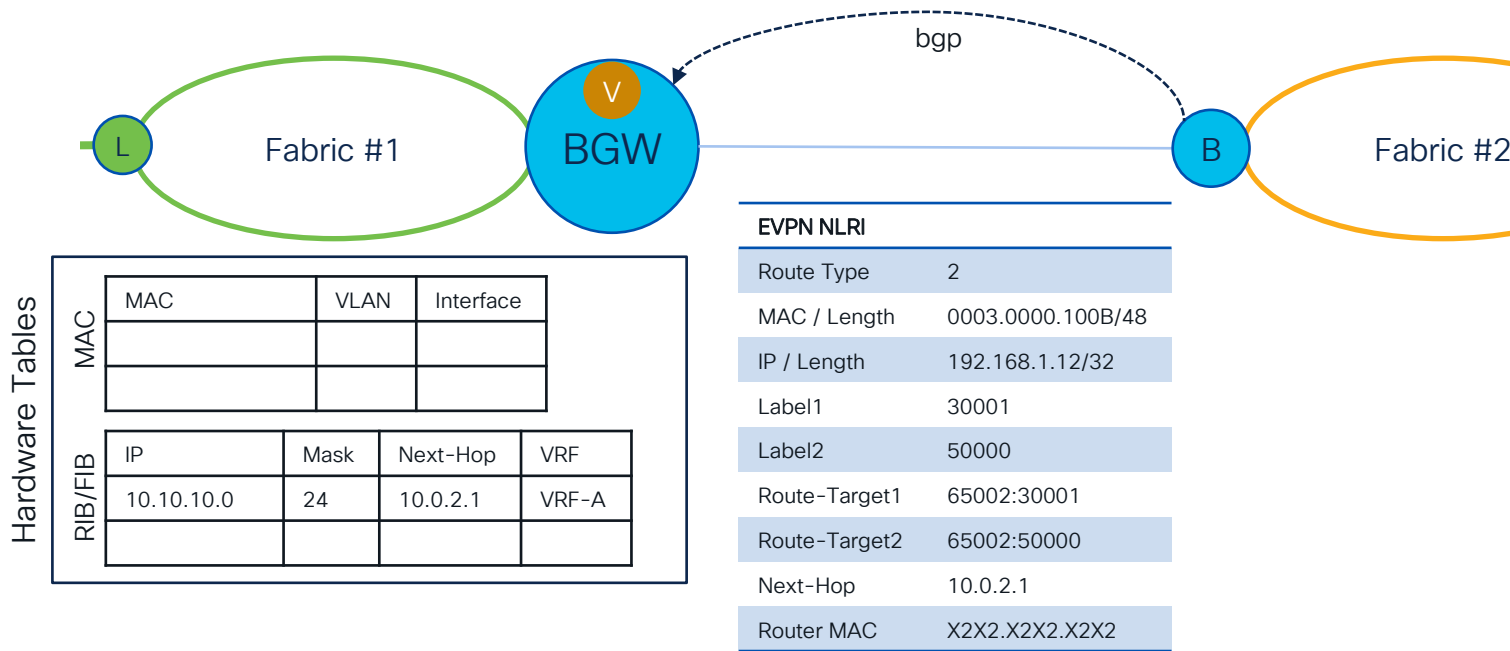 bgp
V
L
Fabric #1
BGW
B
Fabric #2
Hardware Tables
MAC
MAC VLAN Interface
RIB/FIB
IP Mask Next-Hop VRF
10.10.10.0 24 10.0.2.1 VRF-A
EVPN NLRI
Route Type 2
MAC / Length 0003.0000.100B/48
IP / Length 192.168.1.12/32
Label1 30001
Label2 50000
Route-Target1 65002:30001
Route-Target2 65002:50000
Next-Hop 10.0.2.1
Router MAC X2X2.X2X2.X2X2